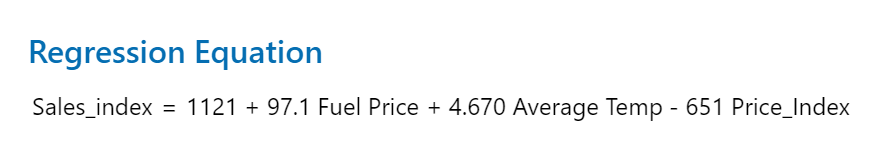 Regression Equation
Sales_index = 1121 + 97.1 Fuel Price + 4.670 Average Temp - 651 Price_Index